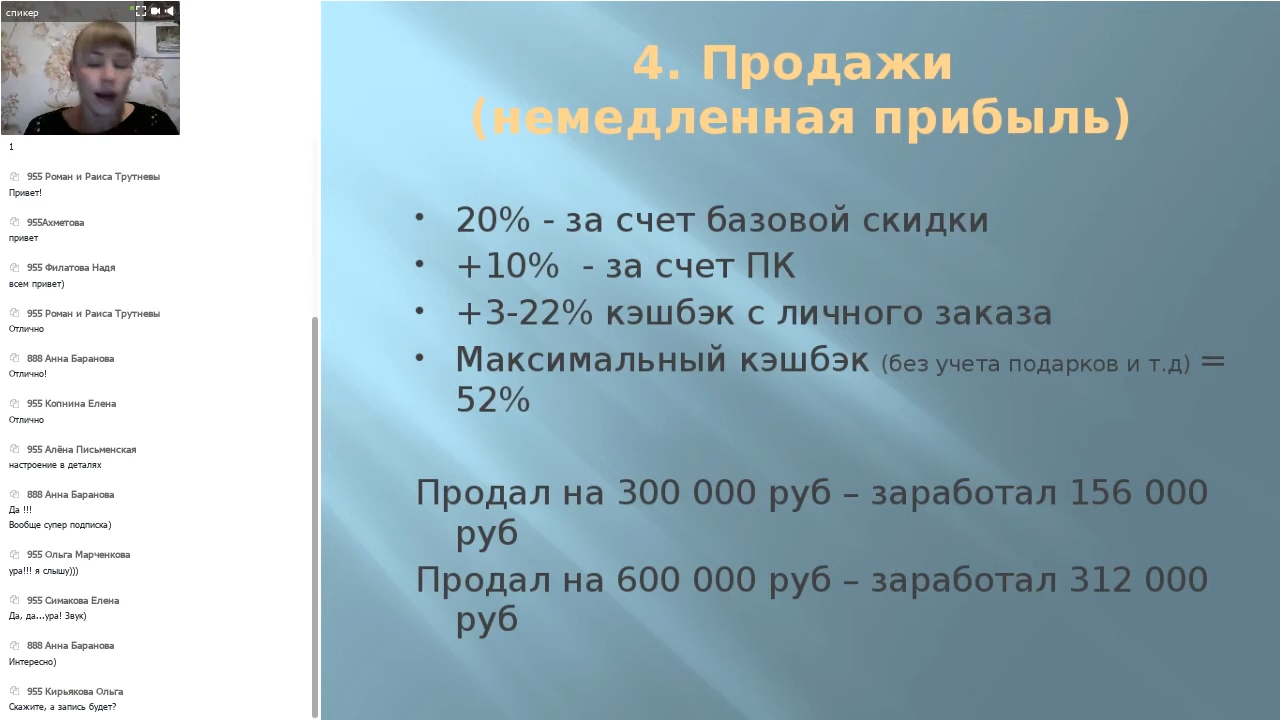 спикер
1
955 Роман и Раиса Трутневы
Привет!
955Ахметова
привет
955 Филатова Надя
всем привет)
955 Роман и Раиса Трутневы
Отлично
888 Анна Баранова
Отлично!
955 Копнина Елена
Отлично
955 Алёна Письменская
настроение в деталях
888 Анна Баранова
Да !!!
Вообще супер подписка)
955 Ольга Марченкова
ура!!! я слышу)))
955 Симакова Елена
Да, да...ура! Звук)
888 Анна Баранова
Интересно)
955 Кирьякова Ольга
Скажите, а запись будет?
4. Продажи
(немедленная прибыль)
• 20% - за счет базовой скидки
• +10%  - за счет ПК
• +3-22% кэшбэк с личного заказа
• Максимальный кэшбэк (без учета подарков и т.д) =
52%
Продал на 300 000 руб – заработал 156 000
руб
Продал на 600 000 руб – заработал 312 000
руб